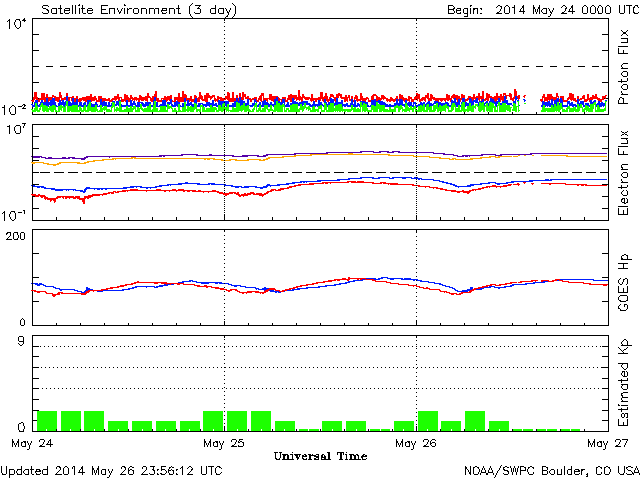 Satellite Environment (3 day) Begin: 2014 May 24 0000 UTC
10^4
Proton Flux
10^-2
10^7
Electron Flux
10^-1
200
GOES Hp
0
9
Estimated Kp
0
May 24 May 25 May 26 May 27
Universal Time
Updated 2014 May 26 23:56:12 UTC NOAA/SWPC Boulder, CO USA